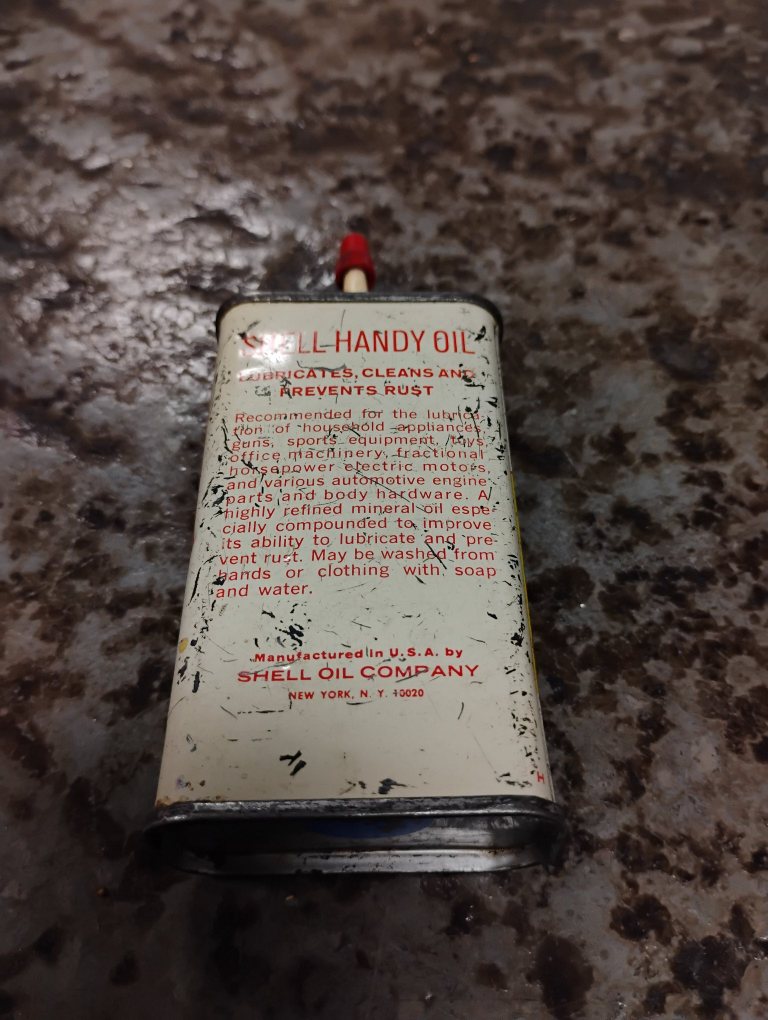 SHELL HANDY OIL
LUBRICATES, CLEANS AND
PREVENTS RUST
Recommended for the lubrica-
tion of household appliances,
guns, sports equipment, toys,
office machinery, fractional
horsepower electric motors,
and various automotive engine
parts and body hardware. A
highly refined mineral oil espe-
cially compounded to improve
its ability to lubricate and pre-
vent rust. May be washed from
hands or clothing with soap
and water.
Manufactured in U.S.A. by
SHELL OIL COMPANY
NEW YORK, N. Y. 10020
H